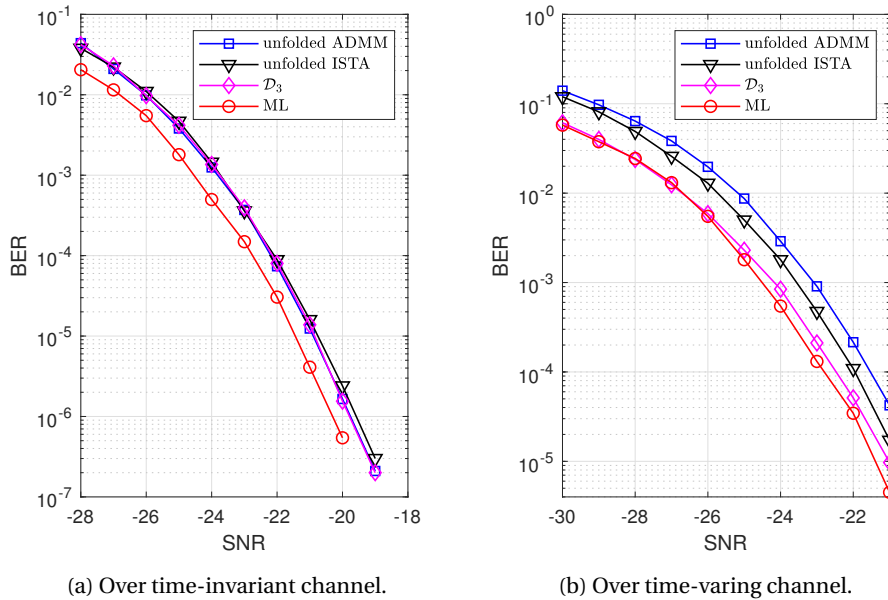 10^-1
10^-2
10^-3
10^-4
10^-5
10^-6
10^-7
BER
-28 -26 -24 -22 -20 -18
SNR
unfolded ADMM
unfolded ISTA
𝒟_3
ML
(a) Over time-invariant channel.
10^0
10^-1
10^-2
10^-3
10^-4
10^-5
BER
-30 -28 -26 -24 -22
SNR
unfolded ADMM
unfolded ISTA
𝒟_3
ML
(b) Over time-varing channel.